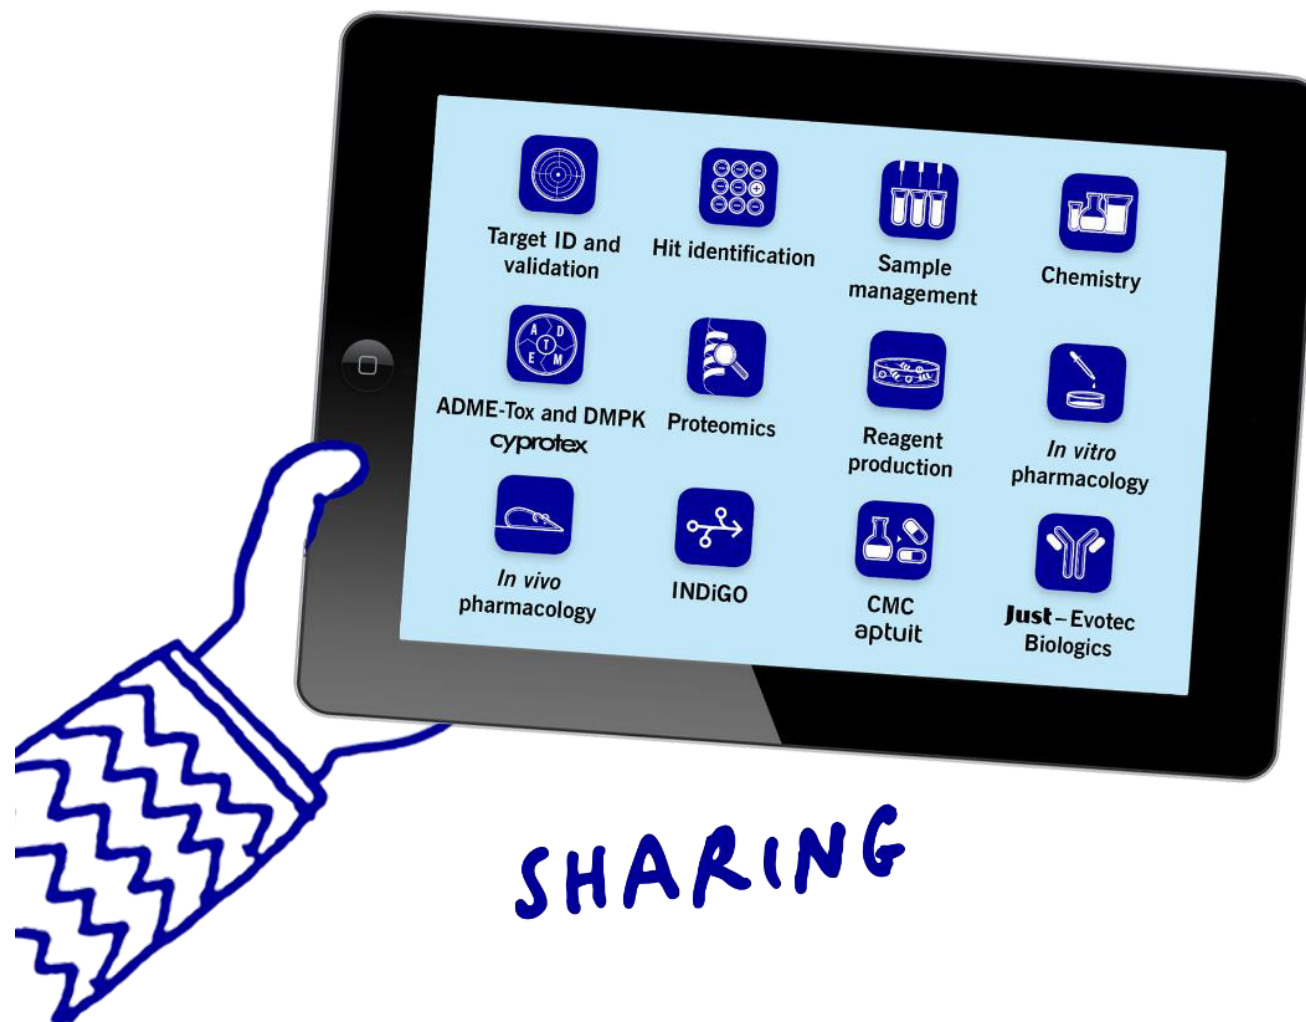 Target ID and
validation
Hit identification
Sample
management
Chemistry
A D
T
E M
ADME-Tox and DMPK
cyprotex
Proteomics
Reagent
production
In vitro
pharmacology
In vivo
pharmacology
INDiGO
CMC
aptuit
Just – Evotec
Biologics
SHARING